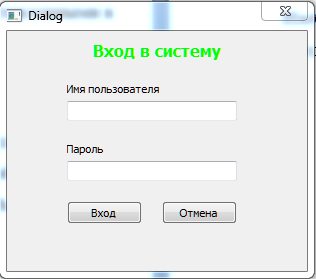 Dialog
Вход в систему
Имя пользователя
Пароль
Вход
Отмена